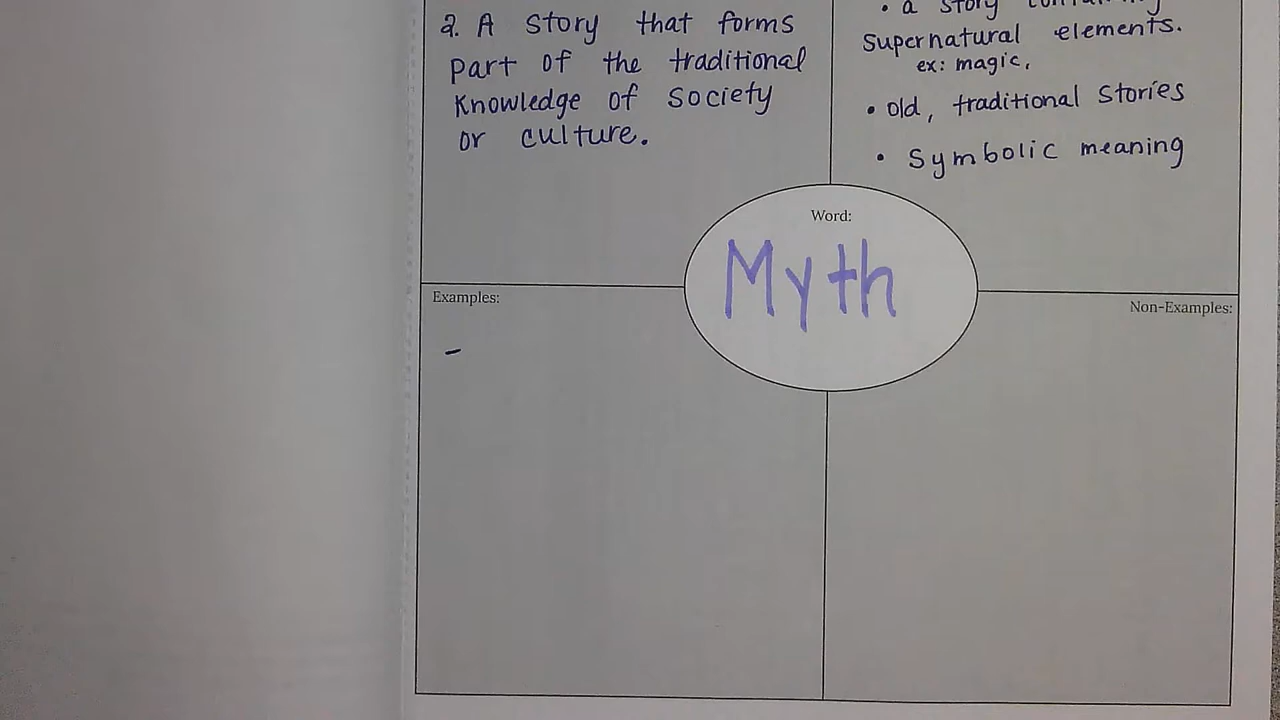 2. A story that forms
part of the traditional
knowledge of society
or culture.
• a story
supernatural elements.
ex: magic,
• old, traditional stories
• Symbolic meaning
Word:
Myth
Examples:
-
Non-Examples: